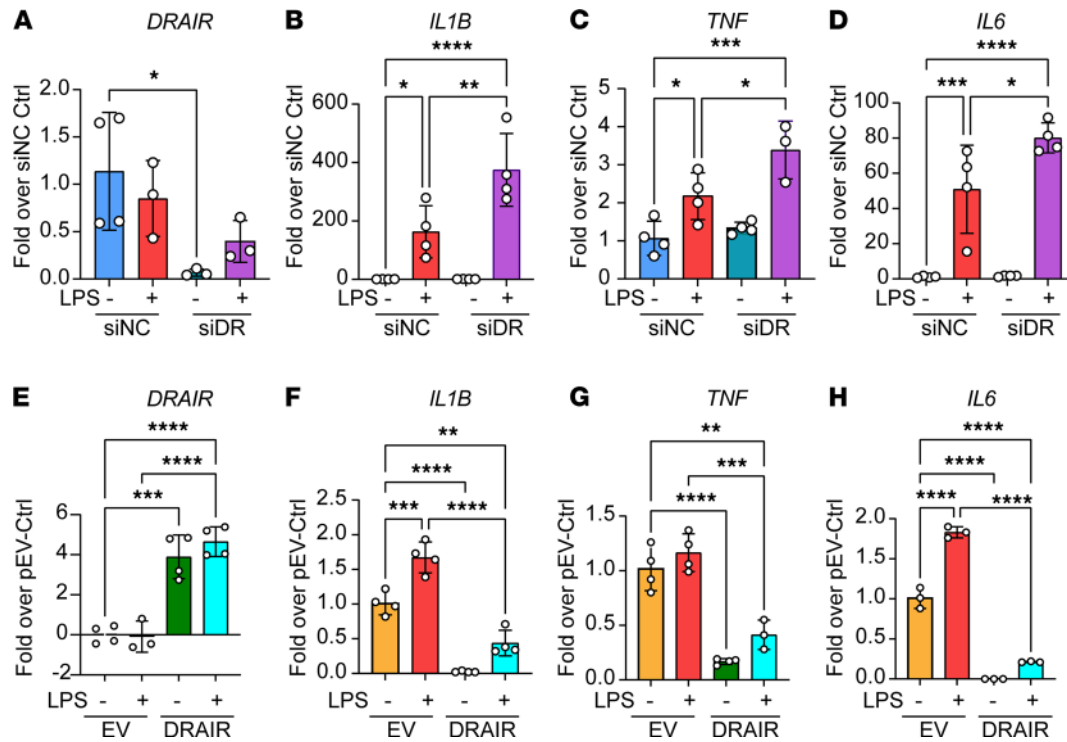 A DRAIR
Fold over siNC Ctrl
2.0
1.5
1.0
0.5
0.0
*
LPS - + - +
siNC siDR
B IL1B
Fold over siNC Ctrl
600
400
200
0
****
* **
LPS - + - +
siNC siDR
C TNF
Fold over siNC Ctrl
5
4
3
2
1
0
***
* *
LPS - + - +
siNC siDR
D IL6
Fold over siNC Ctrl
100
80
60
40
20
0
****
*** *
LPS - + - +
siNC siDR
E DRAIR
Fold over pEV-Ctrl
6
4
2
0
-2
****
****
***
LPS - + - +
EV DRAIR
F IL1B
Fold over pEV-Ctrl
2.5
2.0
1.5
1.0
0.5
0.0
**
****
*** ****
LPS - + - +
EV DRAIR
G TNF
Fold over pEV-Ctrl
1.5
1.0
0.5
0.0
**
***
****
LPS - + - +
EV DRAIR
H IL6
Fold over pEV-Ctrl
2.0
1.5
1.0
0.5
0.0
****
****
**** ****
LPS - + - +
EV DRAIR